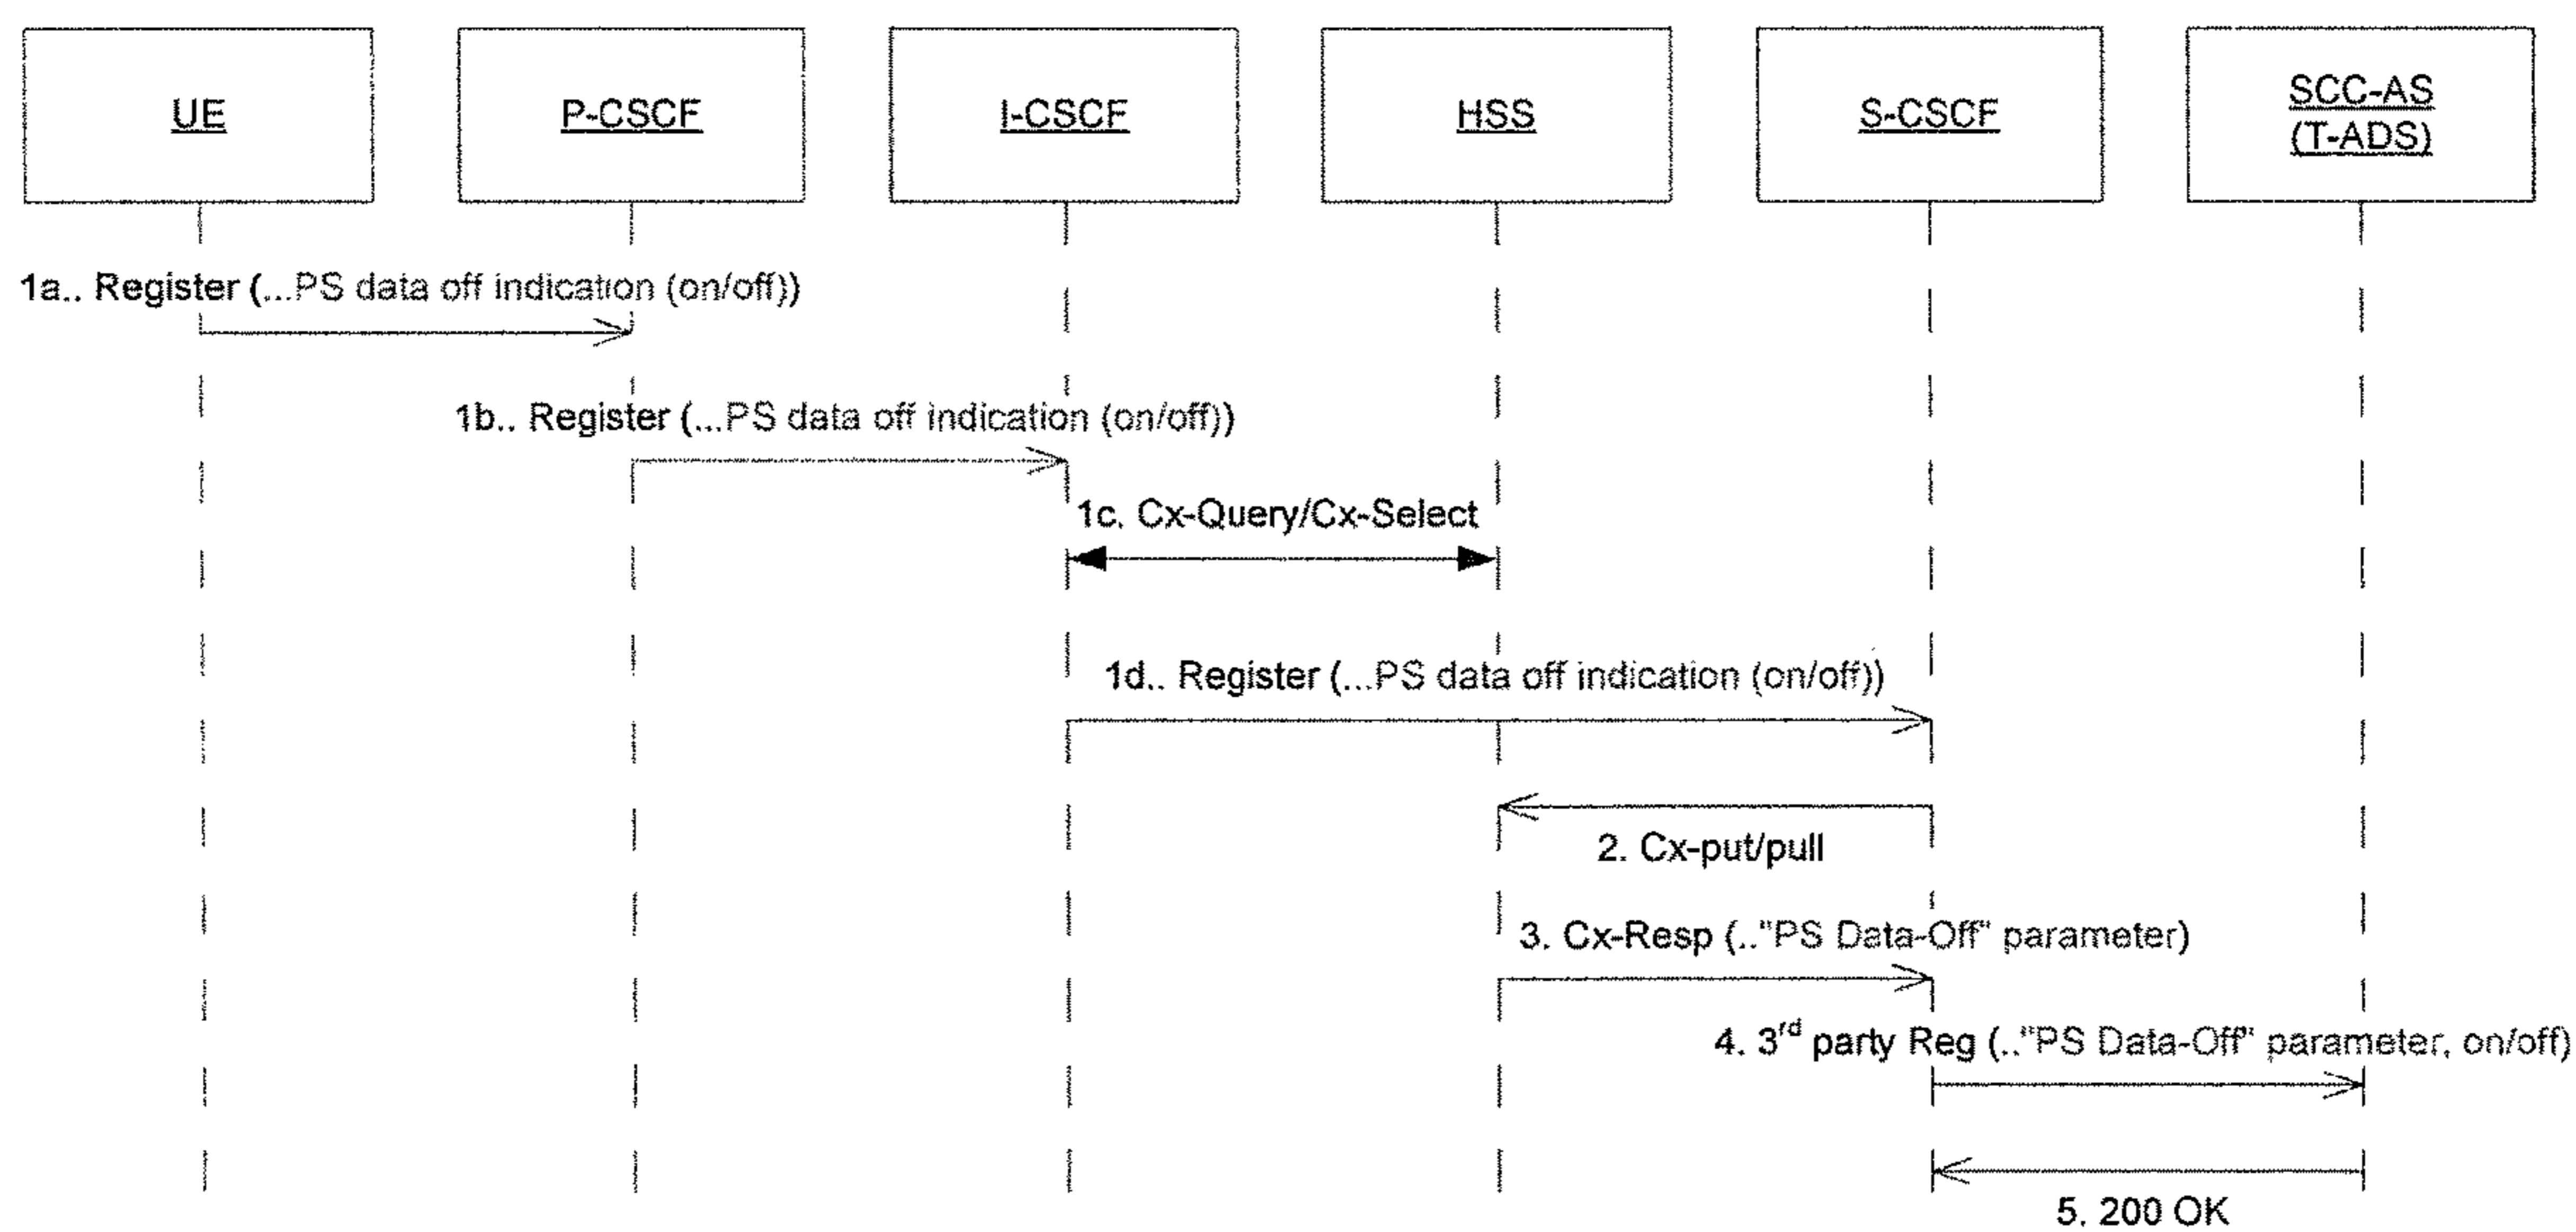 UE
P-CSCF
I-CSCF
HSS
S-CSCF
SCC-AS
(T-ADS)
1a.. Register (...PS data off indication (on/off))
1b.. Register (...PS data off indication (on/off))
1c. Cx-Query/Cx-Select
1d.. Register (...PS data off indication (on/off))
2. Cx-put/pull
3. Cx-Resp (.."PS Data-Off" parameter)
4. 3rd party Reg (.."PS Data-Off" parameter, on/off)
5. 200 OK